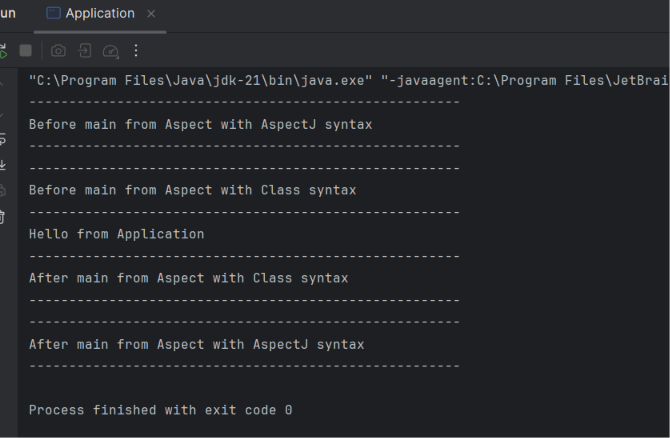 un
Application
"C:\Program Files\Java\jdk-21\bin\java.exe" "-javaagent:C:\Program Files\JetBrai
------------------------------------------------------
Before main from Aspect with AspectJ syntax
------------------------------------------------------
------------------------------------------------------
Before main from Aspect with Class syntax
------------------------------------------------------
Hello from Application
------------------------------------------------------
After main from Aspect with Class syntax
------------------------------------------------------
------------------------------------------------------
After main from Aspect with AspectJ syntax
------------------------------------------------------
Process finished with exit code 0